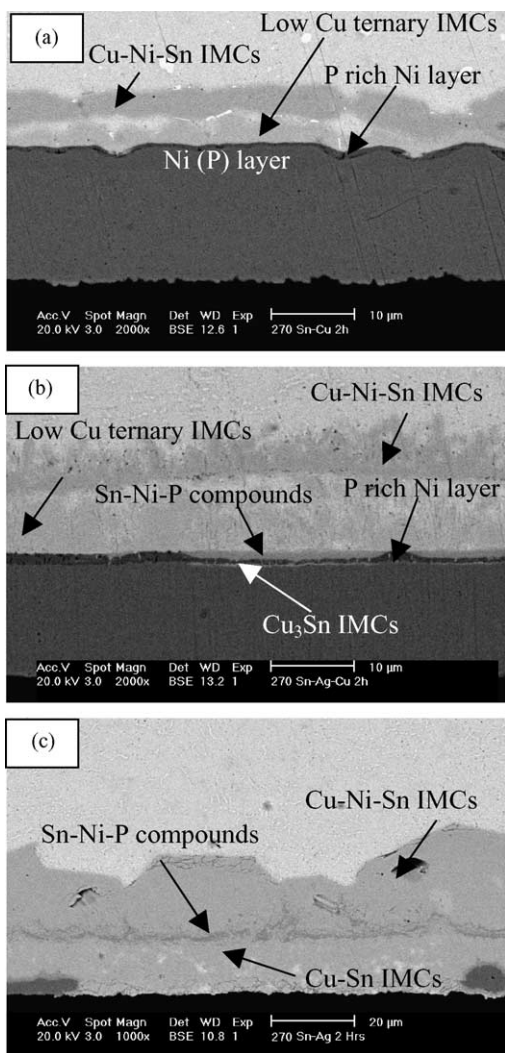 (a)
Low Cu ternary IMCs
Cu-Ni-Sn IMCs
P rich Ni layer
Ni (P) layer
Acc.V Spot Magn Det WD Exp 10 µm
20.0 kV 3.0 2000x BSE 12.6 1 270 Sn-Cu 2h
(b)
Cu-Ni-Sn IMCs
Low Cu ternary IMCs
Sn-Ni-P compounds
P rich Ni layer
Cu₃Sn IMCs
Acc.V Spot Magn Det WD Exp 10 µm
20.0 kV 3.0 2000x BSE 13.2 1 270 Sn-Ag-Cu 2h
(c)
Cu-Ni-Sn IMCs
Sn-Ni-P compounds
Cu-Sn IMCs
Acc.V Spot Magn Det WD Exp 20 µm
20.0 kV 3.0 1000x BSE 10.8 1 270 Sn-Ag 2 Hrs